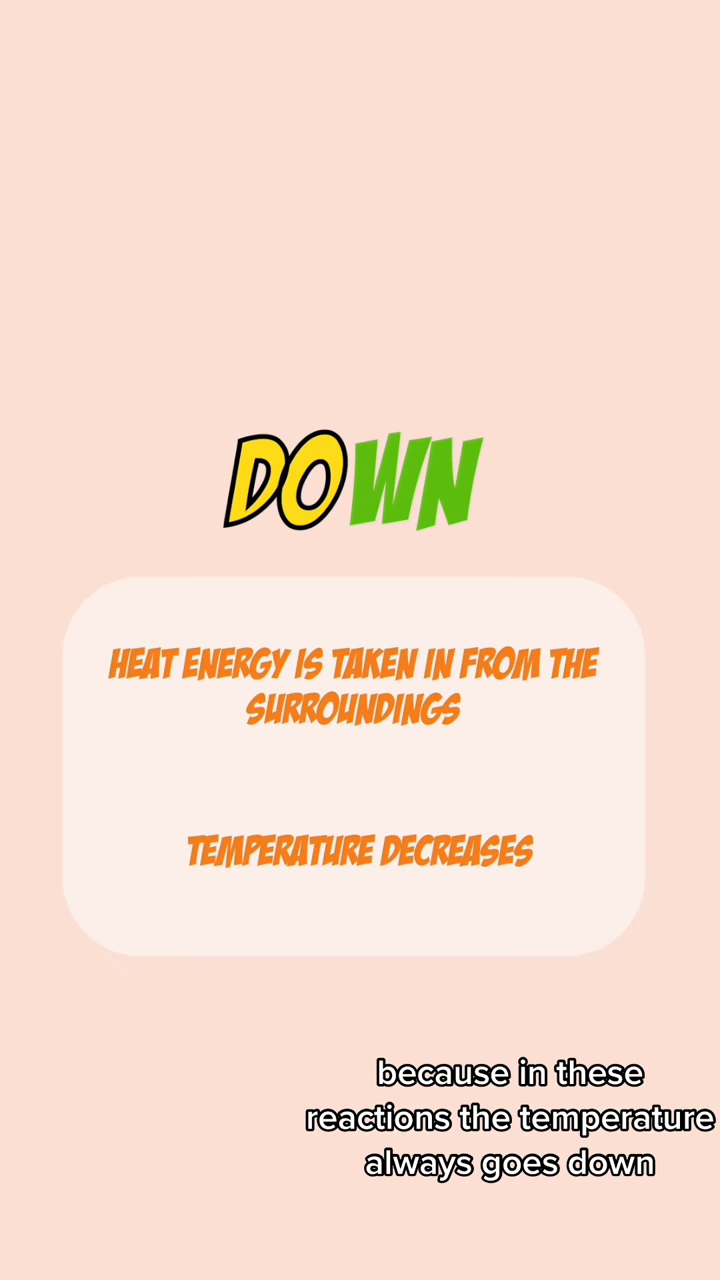 DOWN
HEAT ENERGY IS TAKEN IN FROM THE
SURROUNDINGS
TEMPERATURE DECREASES
because in these
reactions the temperature
always goes down